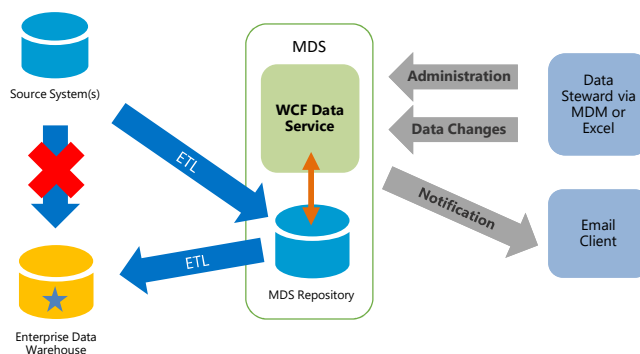 MDS
Source System(s)
WCF Data
Service
Administration
Data Changes
Data
Steward via
MDM or
Excel
ETL
Notification
ETL
MDS Repository
Email
Client
Enterprise Data
Warehouse